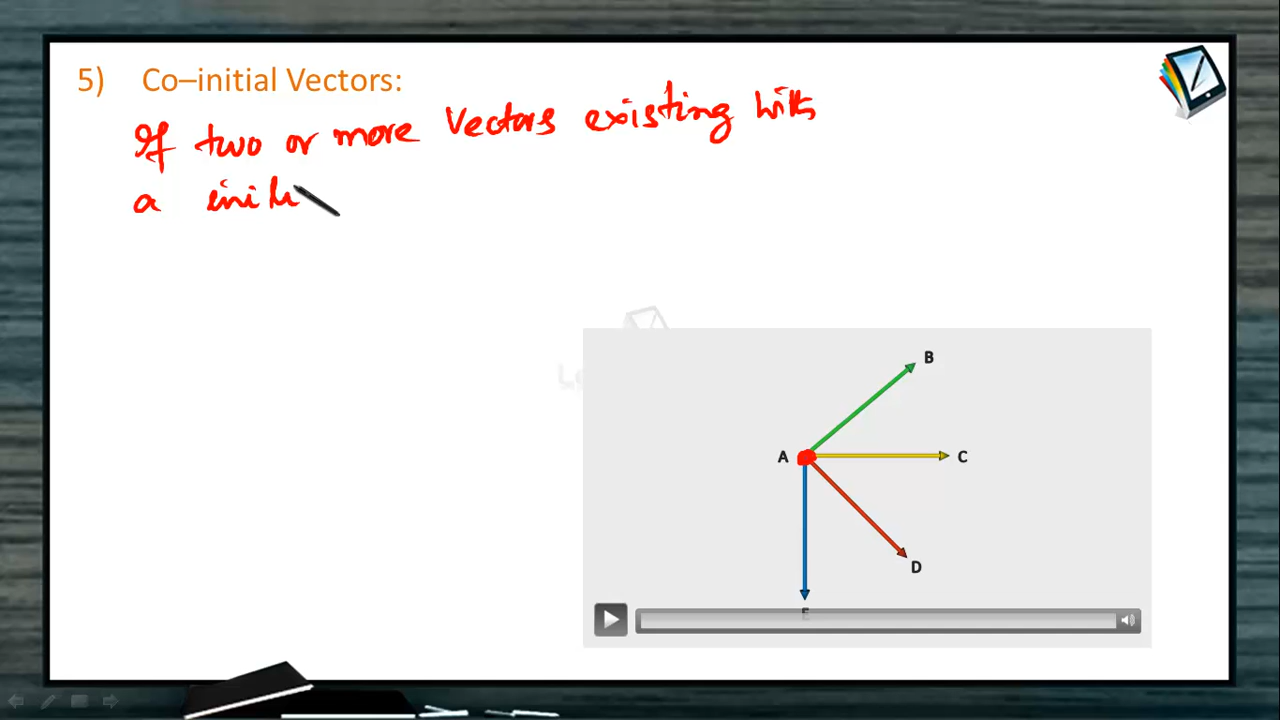 5) Co–initial Vectors:
If two or more vectors existing with
a
B
A
C
D
E